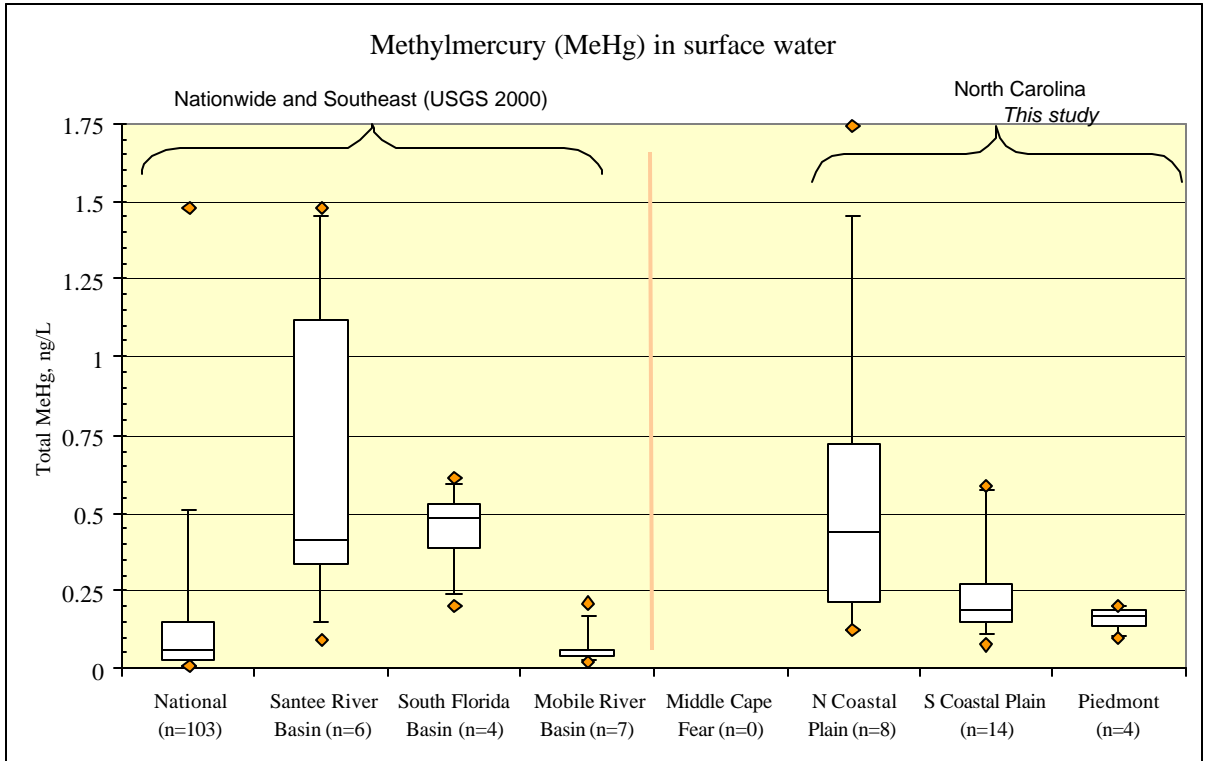 Methylmercury (MeHg) in surface water
Nationwide and Southeast (USGS 2000)
North Carolina
This study
Total MeHg, ng/L
1.75
1.5
1.25
1
0.75
0.5
0.25
0
National
(n=103)
Santee River
Basin (n=6)
South Florida
Basin (n=4)
Mobile River
Basin (n=7)
Middle Cape
Fear (n=0)
N Coastal
Plain (n=8)
S Coastal Plain
(n=14)
Piedmont
(n=4)